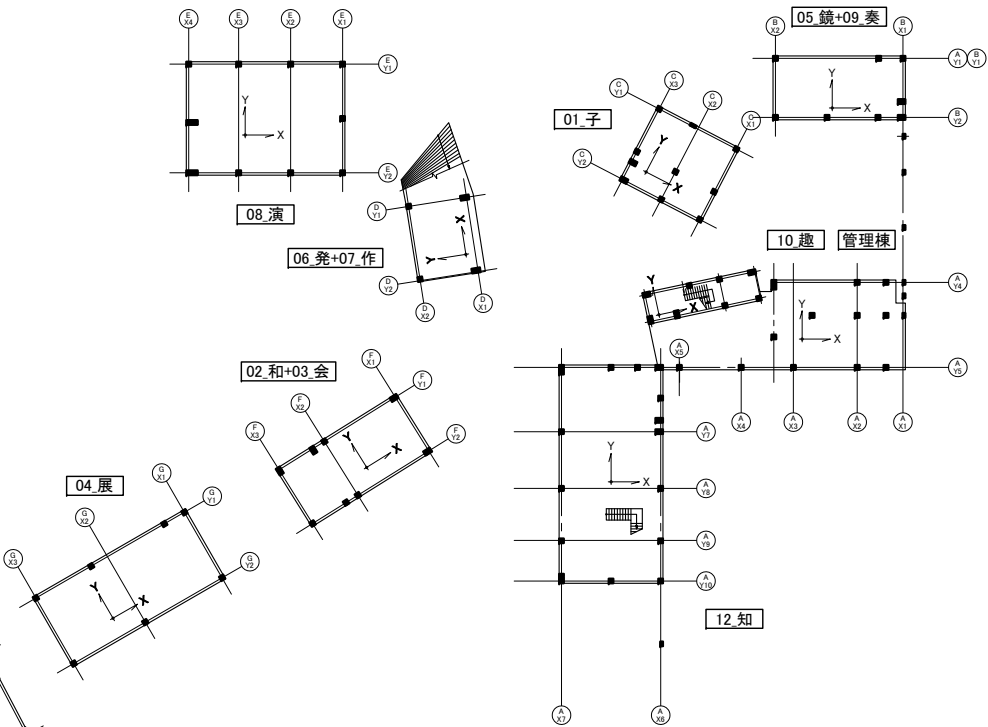 E X4
E X3
E X2
E X1
E Y1
E Y2
Y
X
08_演
D Y1
D Y2
D X2
D X1
Y
X
06_発+07_作
05_鏡+09_奏
B X2
B X1
A Y1
B Y1
B Y2
Y
X
01_子
C Y1
C X3
C X2
C X1
C Y2
Y
X
10_趣
管理棟
A Y4
A Y5
Y
X
Y
X
A X5
A X4
A X3
A X2
A X1
A Y7
A Y8
A Y9
A Y10
Y
X
12_知
A X7
A X6
02_和+03_会
F X1
F Y1
F X2
F Y2
F X3
Y
X
04_展
G X1
G Y1
G X2
G Y2
G X3
Y
X